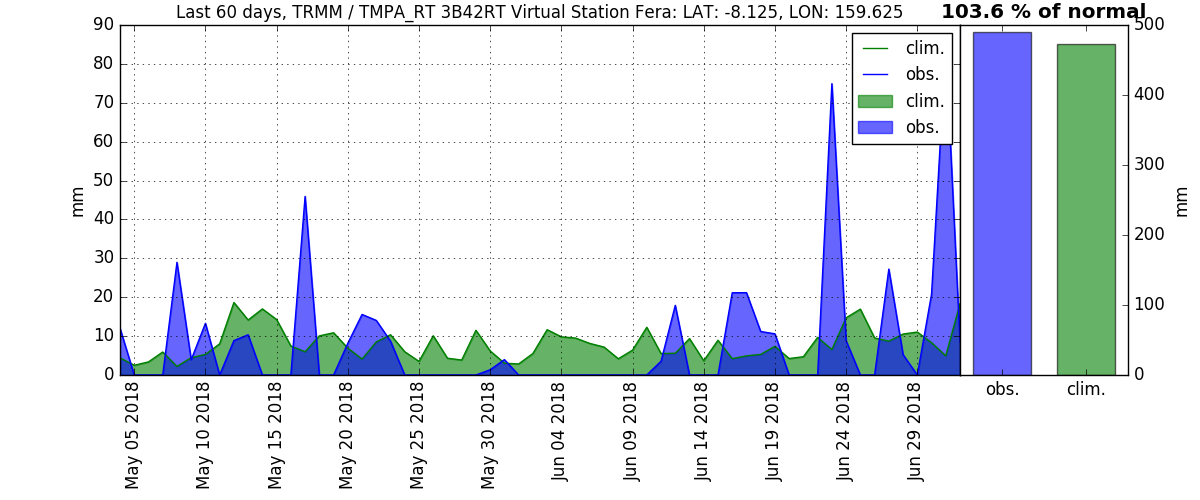 Last 60 days, TRMM / TMPA_RT 3B42RT Virtual Station Fera: LAT: -8.125, LON: 159.625
103.6 % of normal
90
80
70
60
50
40
30
20
10
0
mm
clim.
obs.
clim.
obs.
May 05 2018
May 10 2018
May 15 2018
May 20 2018
May 25 2018
May 30 2018
Jun 04 2018
Jun 09 2018
Jun 14 2018
Jun 19 2018
Jun 24 2018
Jun 29 2018
500
400
300
200
100
0
mm
obs.
clim.